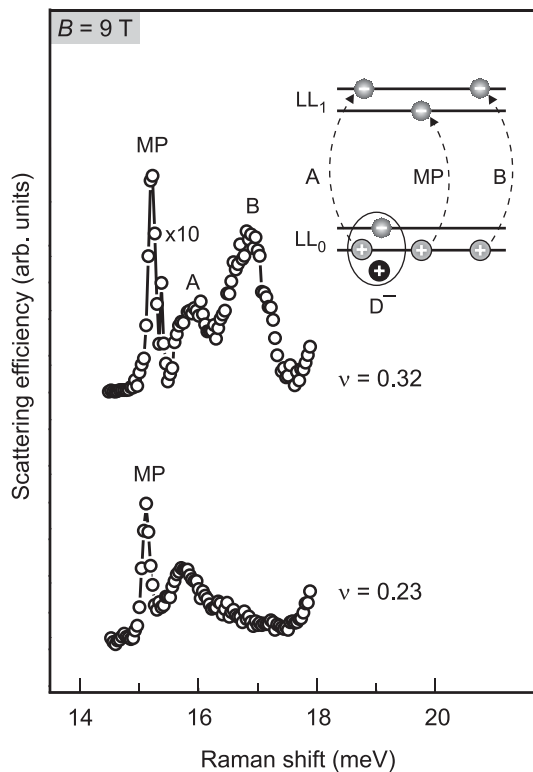 B = 9 T
MP
x10
A
B
ν = 0.32
MP
ν = 0.23
LL₁
A
MP
B
LL₀
D⁻
Scattering efficiency (arb. units)
14 16 18 20
Raman shift (meV)